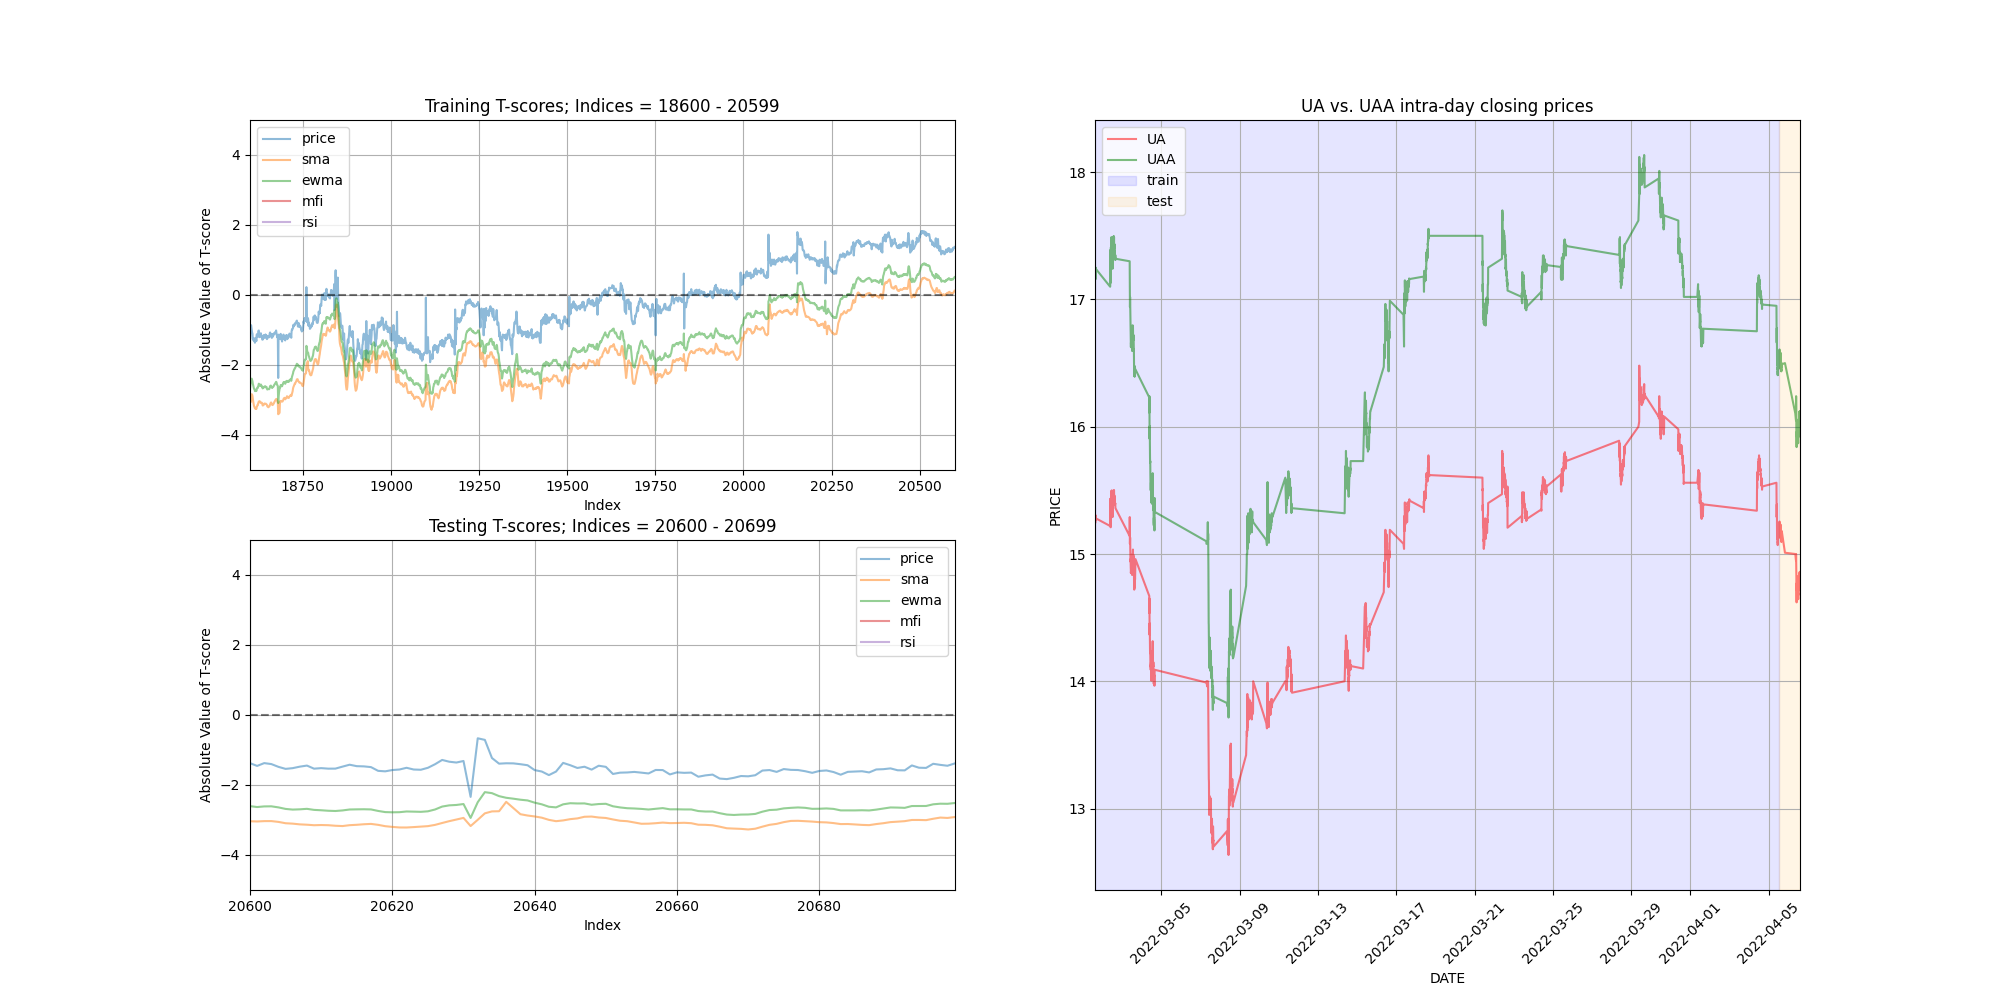 Training T-scores; Indices = 18600 - 20599
price
sma
ewma
mfi
rsi
4
2
0
−2
−4
Absolute Value of T-score
18750 19000 19250 19500 19750 20000 20250 20500
Index
Testing T-scores; Indices = 20600 - 20699
price
sma
ewma
mfi
rsi
4
2
0
−2
−4
Absolute Value of T-score
20600 20620 20640 20660 20680
Index
UA vs. UAA intra-day closing prices
UA
UAA
train
test
18
17
16
15
14
13
PRICE
2022-03-05 2022-03-09 2022-03-13 2022-03-17 2022-03-21 2022-03-25 2022-03-29 2022-04-01 2022-04-05
DATE